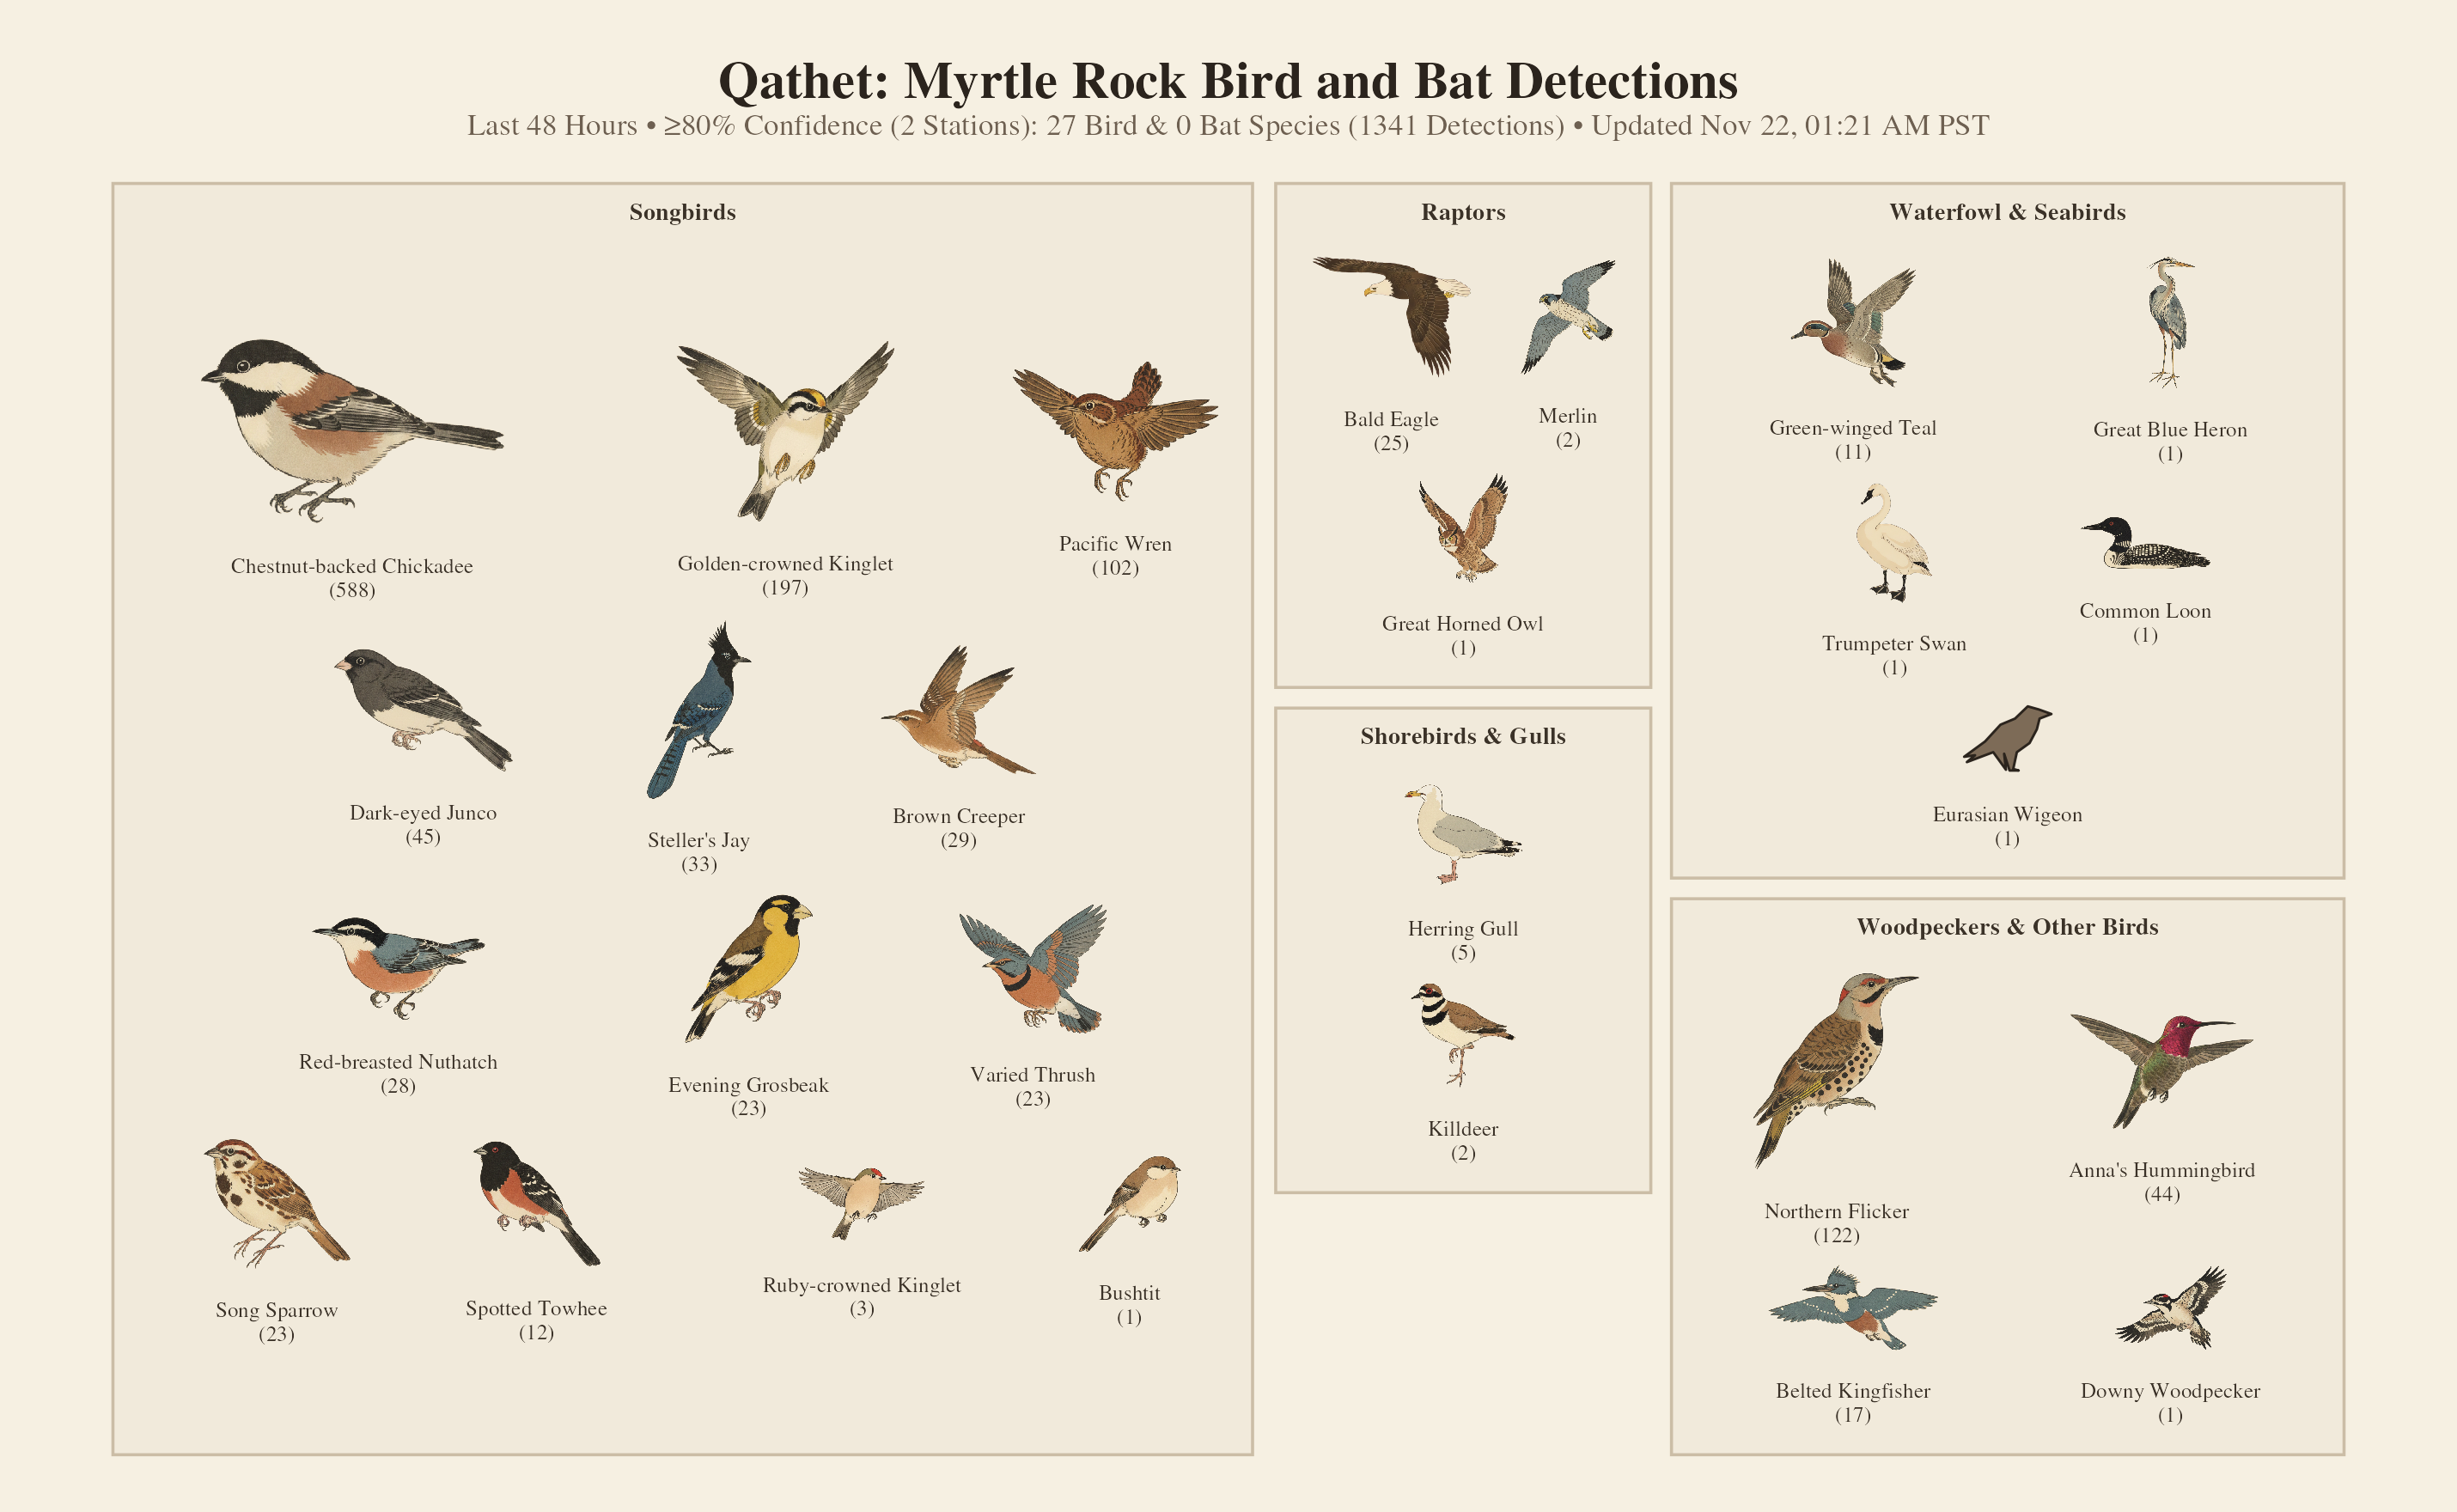 Qathet: Myrtle Rock Bird and Bat Detections
Last 48 Hours • ≥80% Confidence (2 Stations): 27 Bird & 0 Bat Species (1341 Detections) • Updated Nov 22, 01:21 AM PST
Songbirds
Chestnut-backed Chickadee
(588)
Golden-crowned Kinglet
(197)
Pacific Wren
(102)
Dark-eyed Junco
(45)
Steller's Jay
(33)
Brown Creeper
(29)
Red-breasted Nuthatch
(28)
Evening Grosbeak
(23)
Varied Thrush
(23)
Song Sparrow
(23)
Spotted Towhee
(12)
Ruby-crowned Kinglet
(3)
Bushtit
(1)
Raptors
Bald Eagle
(25)
Merlin
(2)
Great Horned Owl
(1)
Shorebirds & Gulls
Herring Gull
(5)
Killdeer
(2)
Waterfowl & Seabirds
Green-winged Teal
(11)
Great Blue Heron
(1)
Trumpeter Swan
(1)
Common Loon
(1)
Eurasian Wigeon
(1)
Woodpeckers & Other Birds
Northern Flicker
(122)
Anna's Hummingbird
(44)
Belted Kingfisher
(17)
Downy Woodpecker
(1)